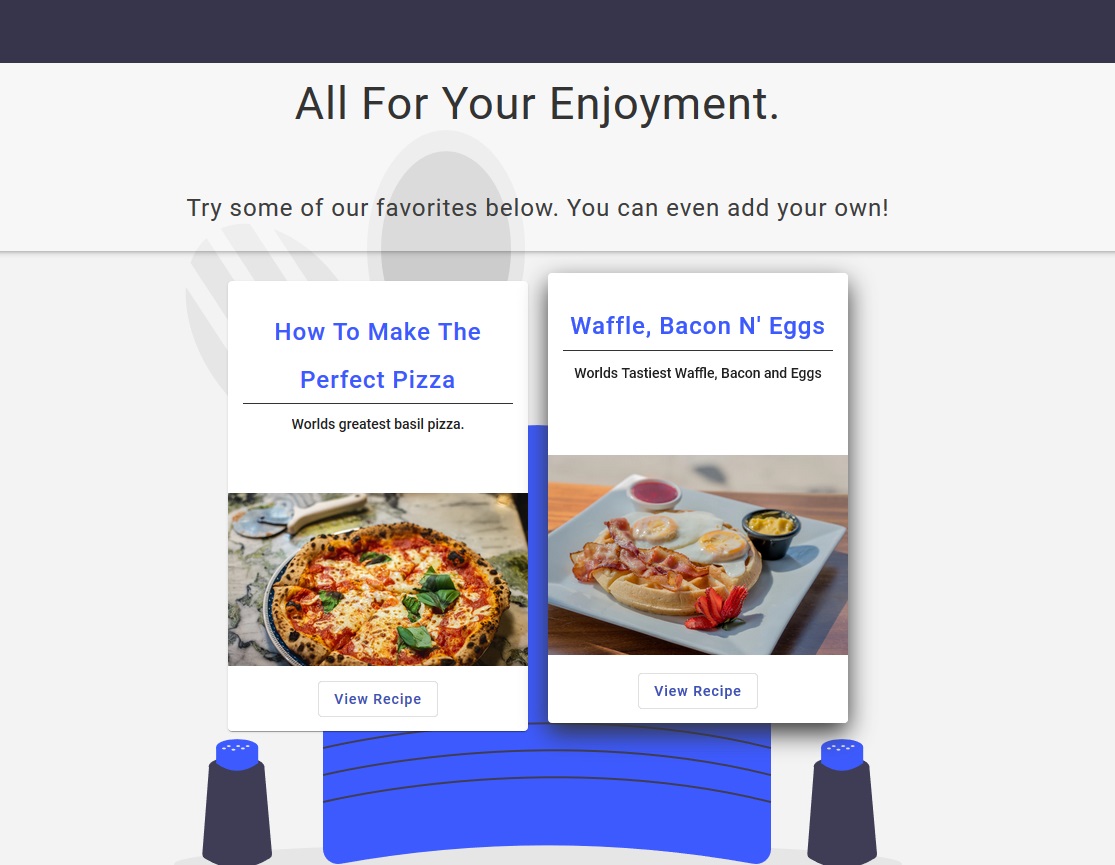 All For Your Enjoyment.
Try some of our favorites below. You can even add your own!
How To Make The
Perfect Pizza
Worlds greatest basil pizza.
View Recipe
Waffle, Bacon N' Eggs
Worlds Tastiest Waffle, Bacon and Eggs
View Recipe